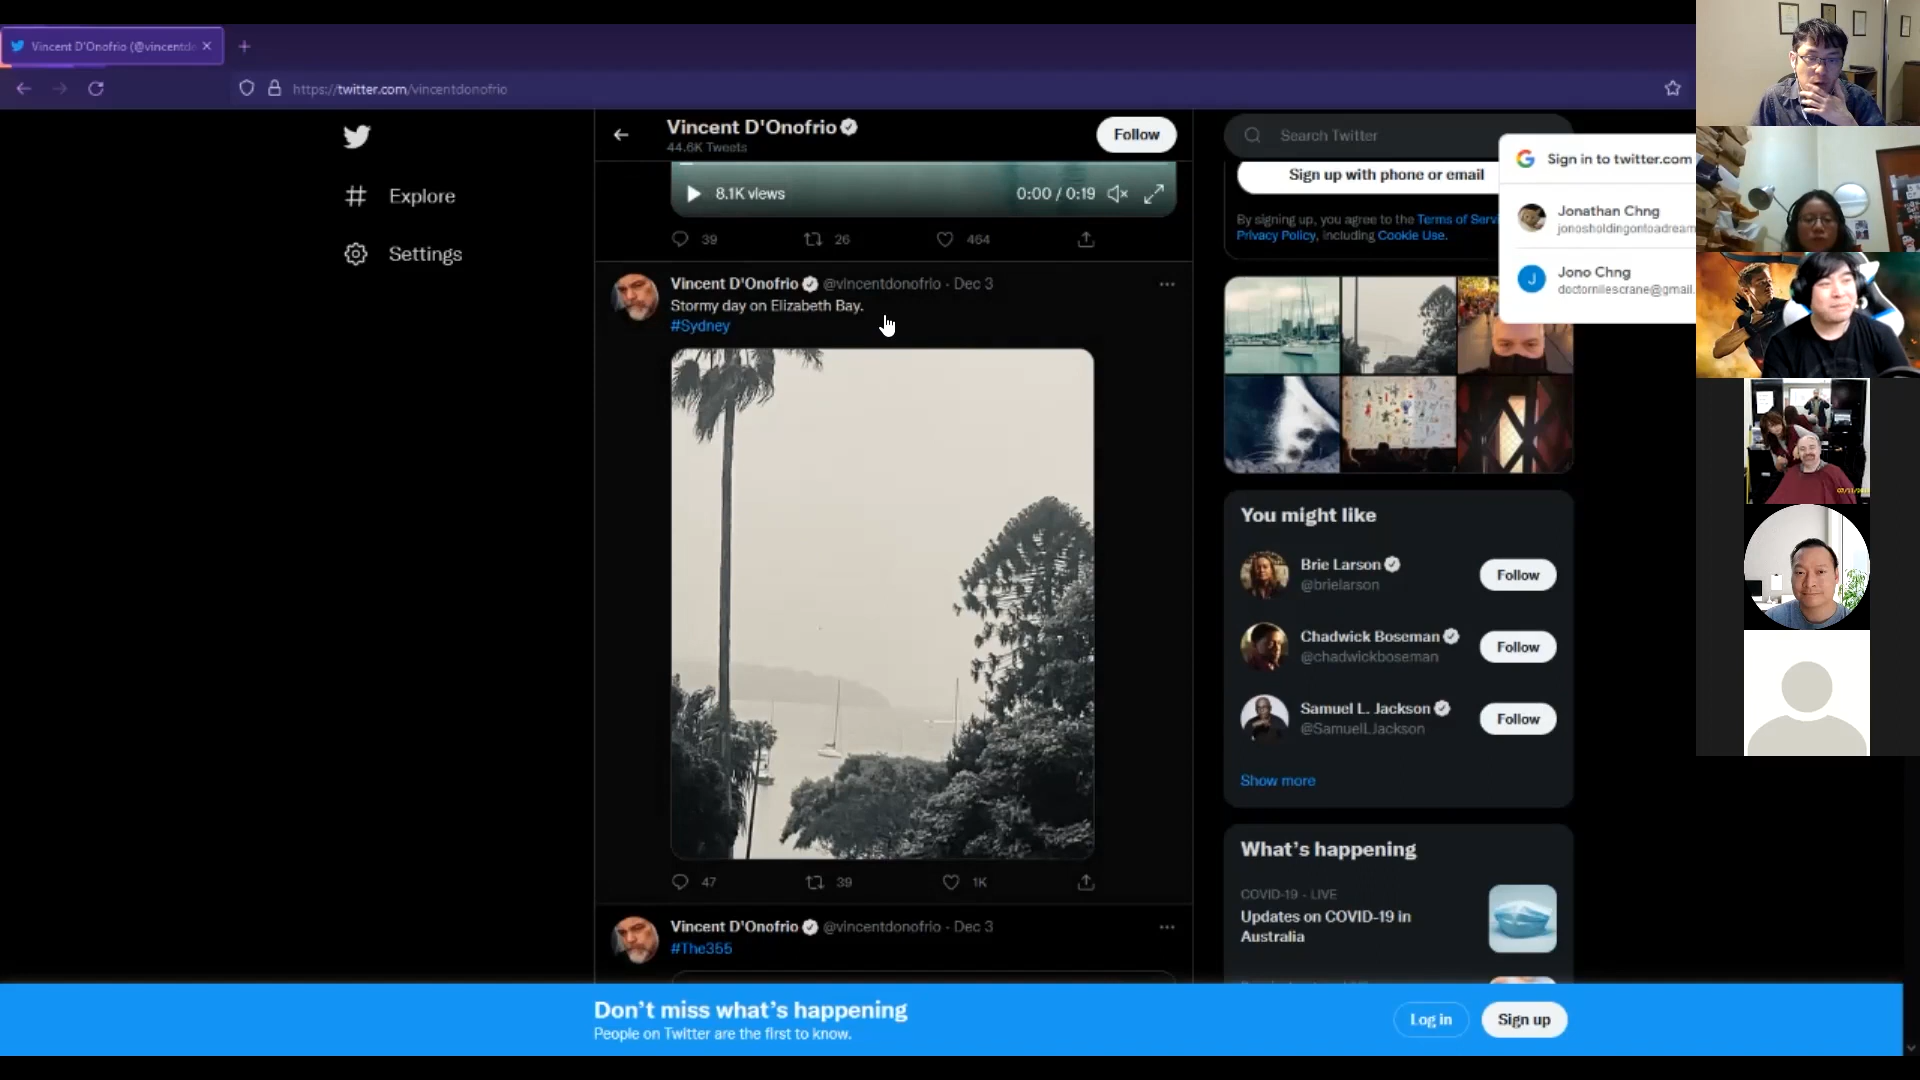 Vincent D'Onofrio (@vincentdo
https://twitter.com/vincentdonofrio
Explore
Settings
Vincent D'Onofrio
44.6K Tweets
Follow
8.1K views
0:00 / 0:19
39
26
464
Vincent D'Onofrio @vincentdonofrio · Dec 3
Stormy day on Elizabeth Bay.
#Sydney
47
39
1K
Vincent D'Onofrio @vincentdonofrio · Dec 3
#The355
Search Twitter
Sign up with phone or email
By signing up, you agree to the Terms of Servi
Privacy Policy, including Cookie Use.
Sign in to twitter.com
Jonathan Chng
jonosholdingontoadream
J
Jono Chng
doctornilescrane@gmail.
You might like
Brie Larson
@brielarson
Follow
Chadwick Boseman
@chadwickboseman
Follow
Samuel L. Jackson
@SamuelLJackson
Follow
Show more
What's happening
COVID-19 · LIVE
Updates on COVID-19 in
Australia
Don't miss what's happening
People on Twitter are the first to know.
Log in
Sign up